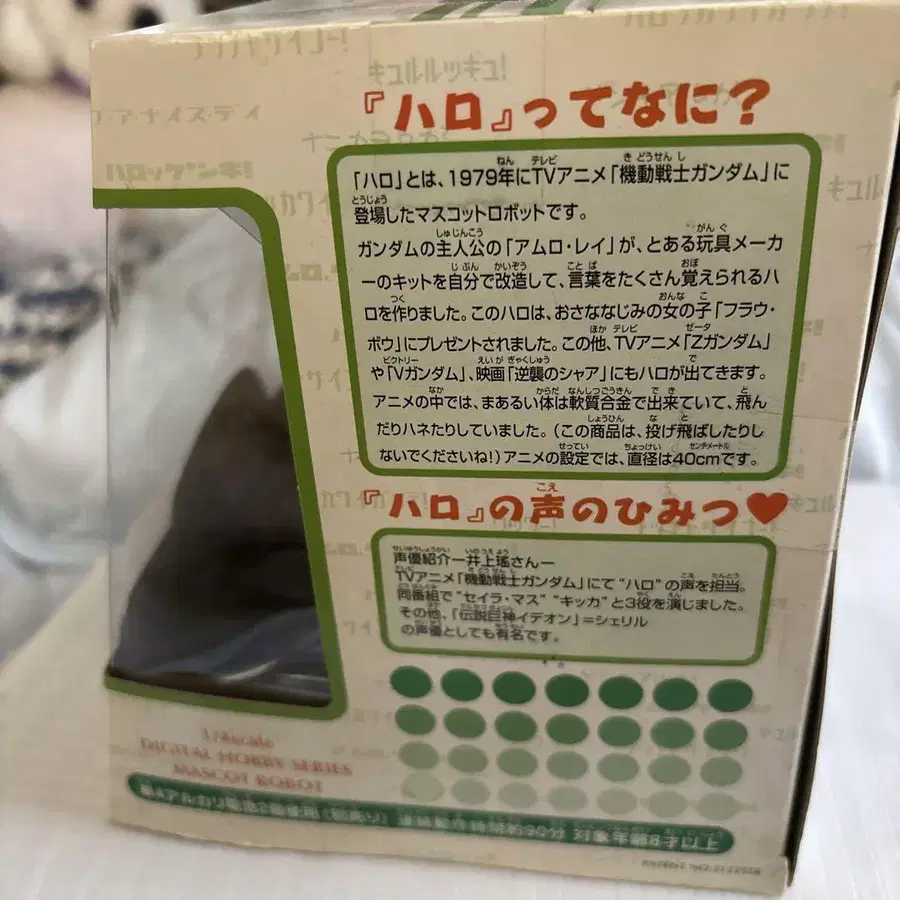 キュルルッキュ!
ハロッゲンキ!
『ハロ』ってなに?
「ハロ」とは、1979年にTVアニメ「機動戦士ガンダム」に
登場したマスコットロボットです。
ガンダムの主人公の「アムロ・レイ」が、とある玩具メーカ
ーのキットを自分で改造して、言葉をたくさん覚えられるハ
ロを作りました。このハロは、おさななじみの女の子「フラウ・
ボウ」にプレゼントされました。この他、TVアニメ「Zガンダム」
や「Vガンダム」、映画「逆襲のシャア」にもハロが出てきます。
アニメの中では、まあるい体は軟質合金で出来ていて、飛ん
だりハネたりしていました。(この商品は、投げ飛ばしたりし
ないでくださいね!)アニメの設定では、直径は40cmです。
『ハロ』の声のひみつ♥
声優紹介ー井上瑤さんー
TVアニメ「機動戦士ガンダム」にて“ハロ”の声を担当。
同番組で“セイラ・マス”“キッカ”と3役を演じました。
その他、「伝説巨神イデオン」=シェリル
の声優としても有名です。
1/8scale
DIGITAL HOBBY SERIES
MASCOT ROBOT